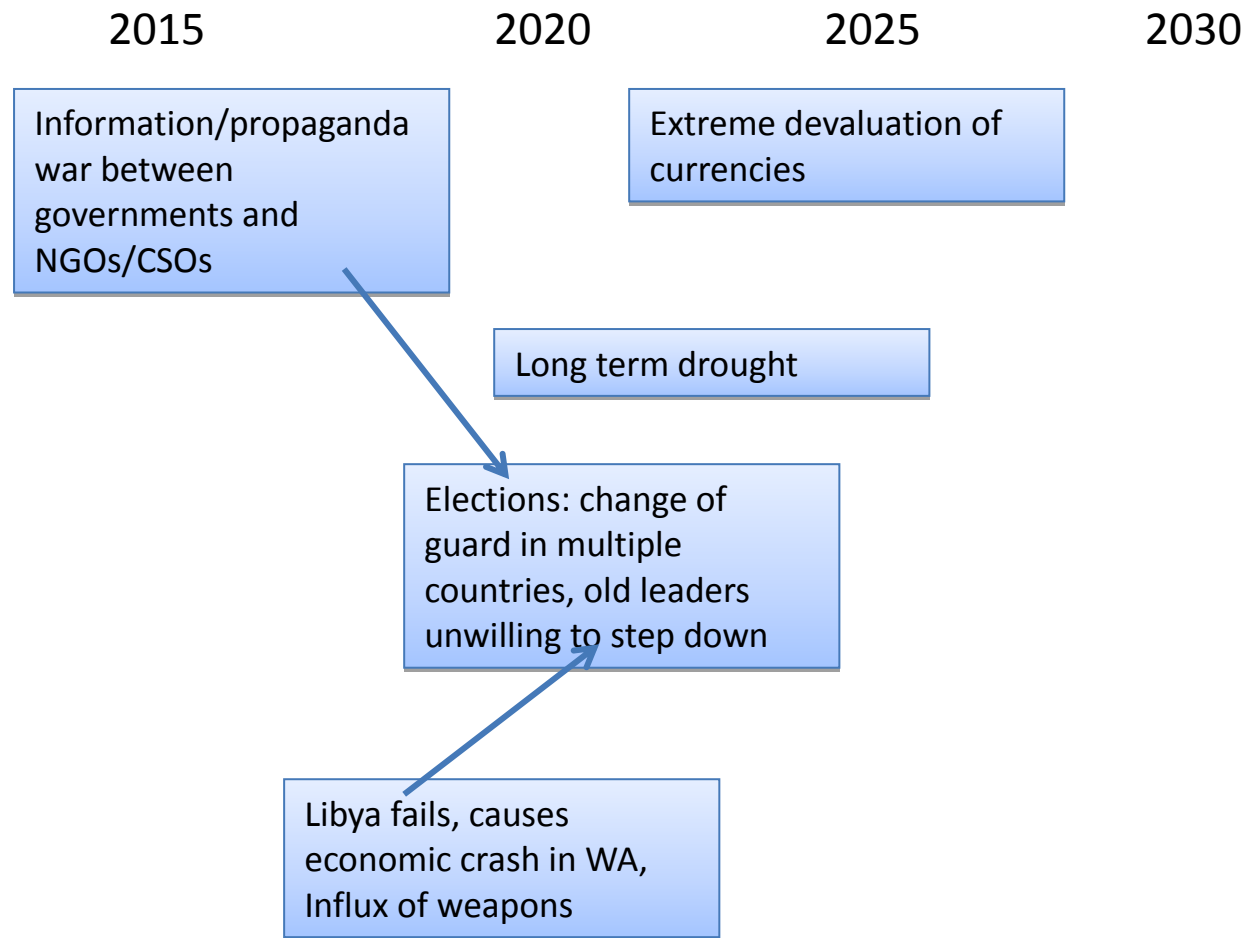 2015 2020 2025 2030
Information/propaganda
war between
governments and
NGOs/CSOs
Extreme devaluation of
currencies
Long term drought
Elections: change of
guard in multiple
countries, old leaders
unwilling to step down
Libya fails, causes
economic crash in WA,
Influx of weapons